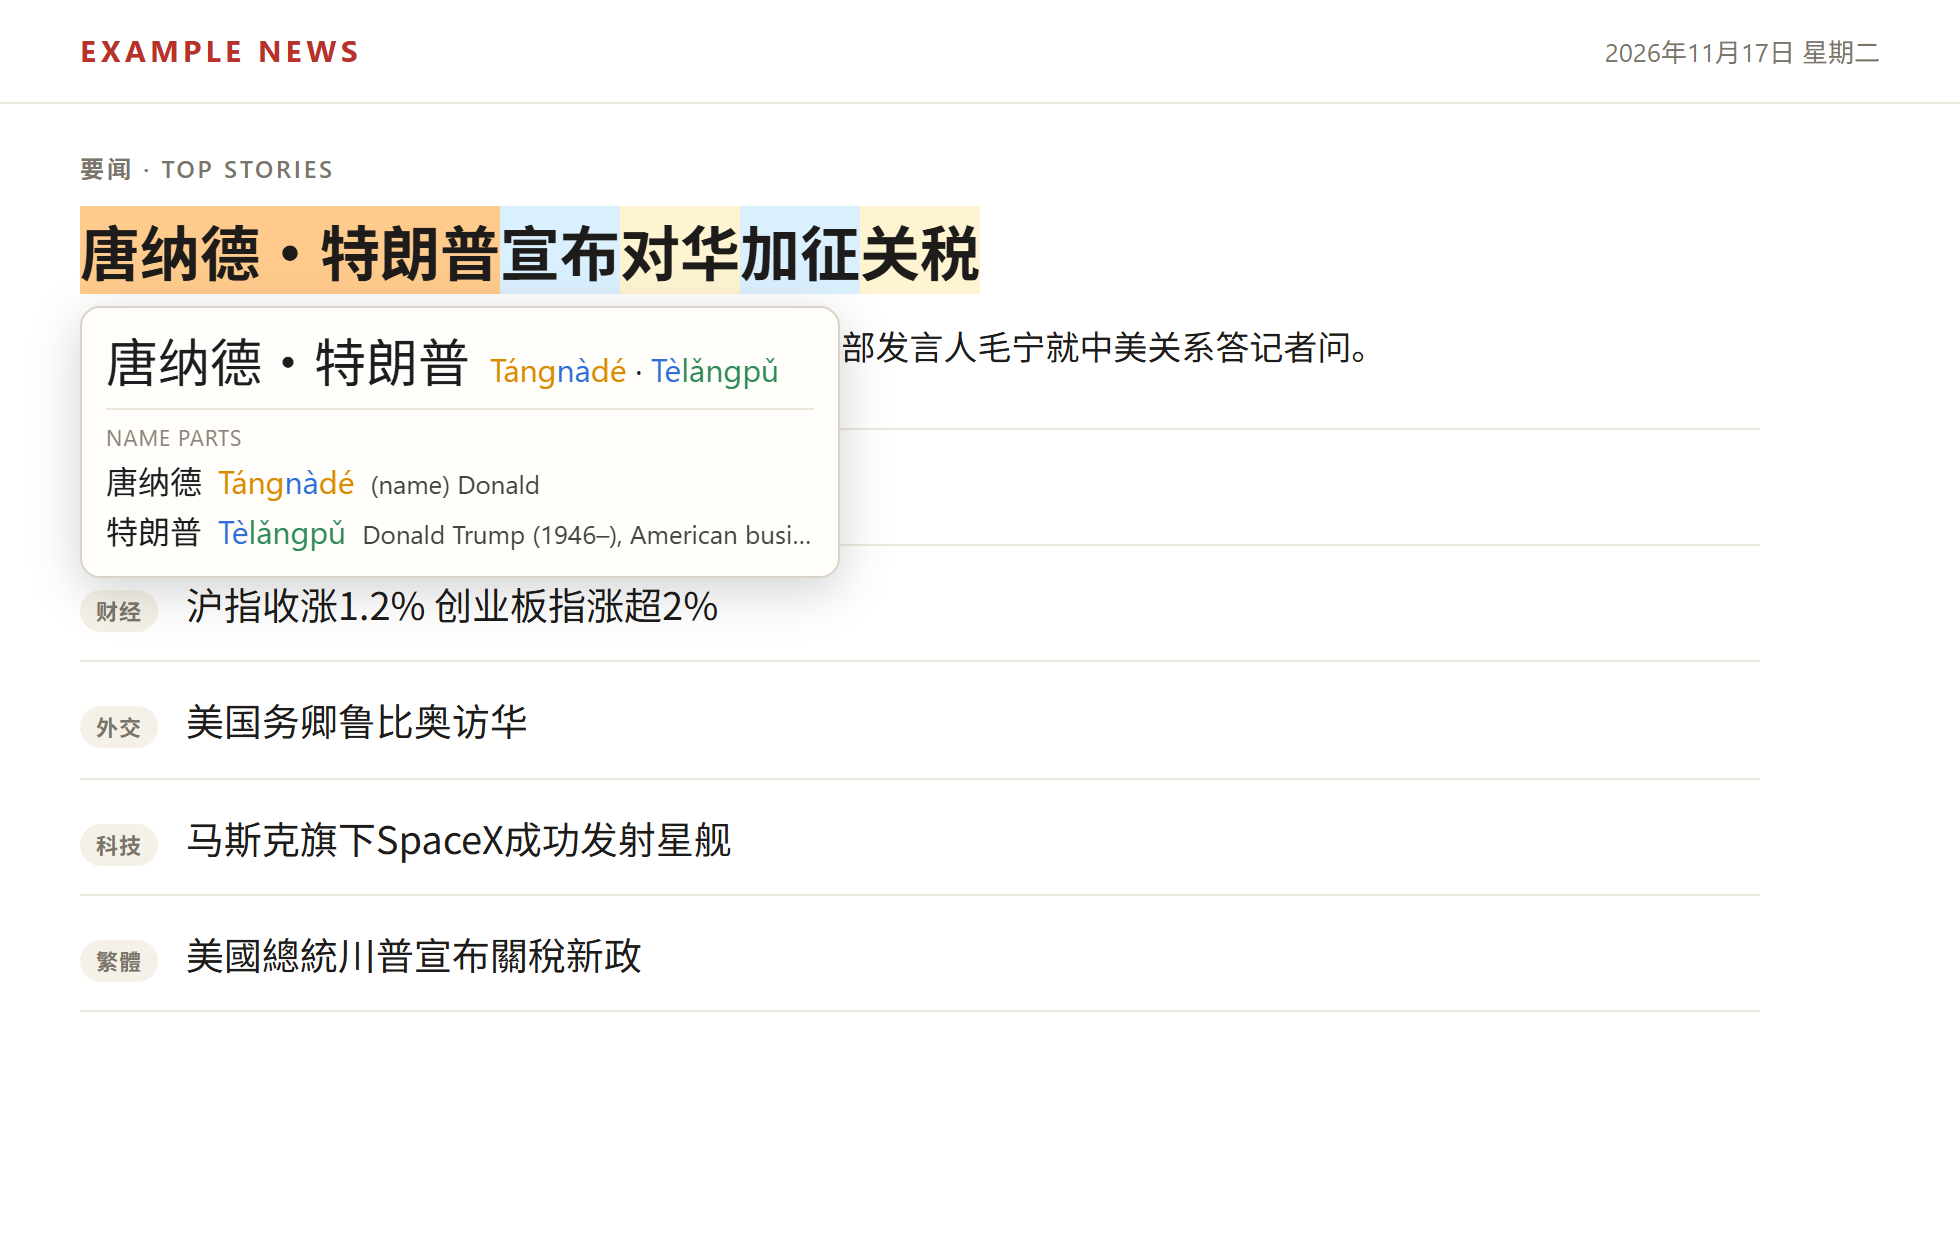 EXAMPLE NEWS
2026年11月17日 星期二
要闻 · TOP STORIES
唐纳德·特朗普宣布对华加征关税
唐纳德·特朗普 Tángnàdé · Tèlǎngpǔ
NAME PARTS
唐纳德 Tángnàdé (name) Donald
特朗普 Tèlǎngpǔ Donald Trump (1946–), American busi...
部发言人毛宁就中美关系答记者问。
财经 沪指收涨1.2% 创业板指涨超2%
外交 美国务卿鲁比奥访华
科技 马斯克旗下SpaceX成功发射星舰
繁體 美國總統川普宣布關稅新政